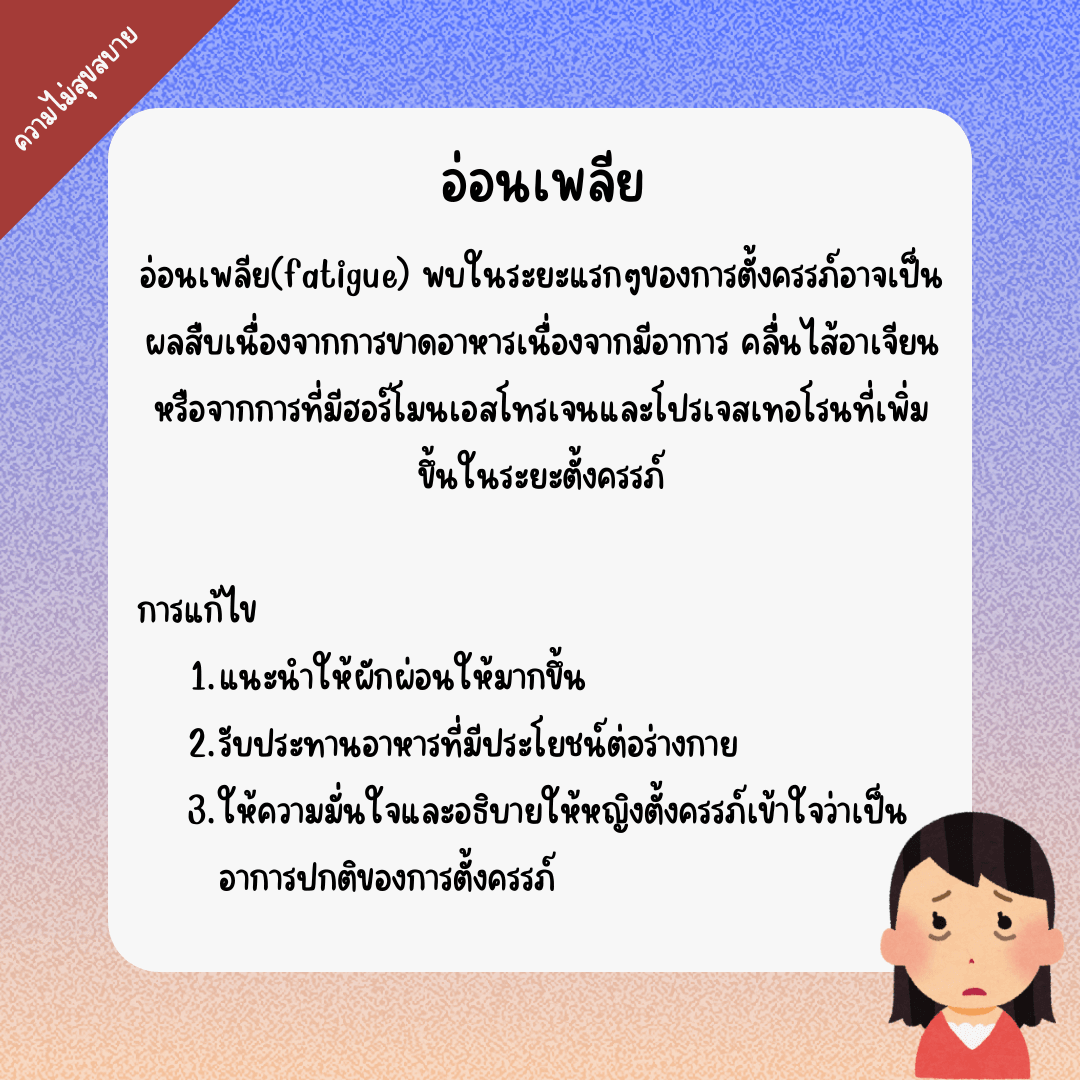 ความไม่สุขสบาย
อ่อนเพลีย
อ่อนเพลีย(fatigue) พบในระยะแรกๆของการตั้งครรภ์อาจเป็น
ผลสืบเนื่องจากการขาดอาหารเนื่องจากมีอาการ คลื่นไส้อาเจียน
หรือจากการที่มีฮอร์โมนเอสโทรเจนและโปรเจสเทอโรนที่เพิ่ม
ขึ้นในระยะตั้งครรภ์
การแก้ไข
1. แนะนำให้ผักผ่อนให้มากขึ้น
2. รับประทานอาหารที่มีประโยชน์ต่อร่างกาย
3. ให้ความมั่นใจและอธิบายให้หญิงตั้งครรภ์เข้าใจว่าเป็น
อาการปกติของการตั้งครรภ์